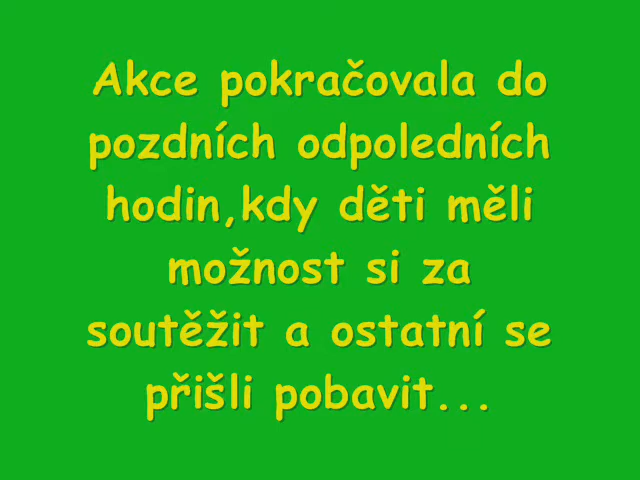 Akce pokračovala do
pozdních odpoledních
hodin,kdy děti měli
možnost si za
soutěžit a ostatní se
přišli pobavit...